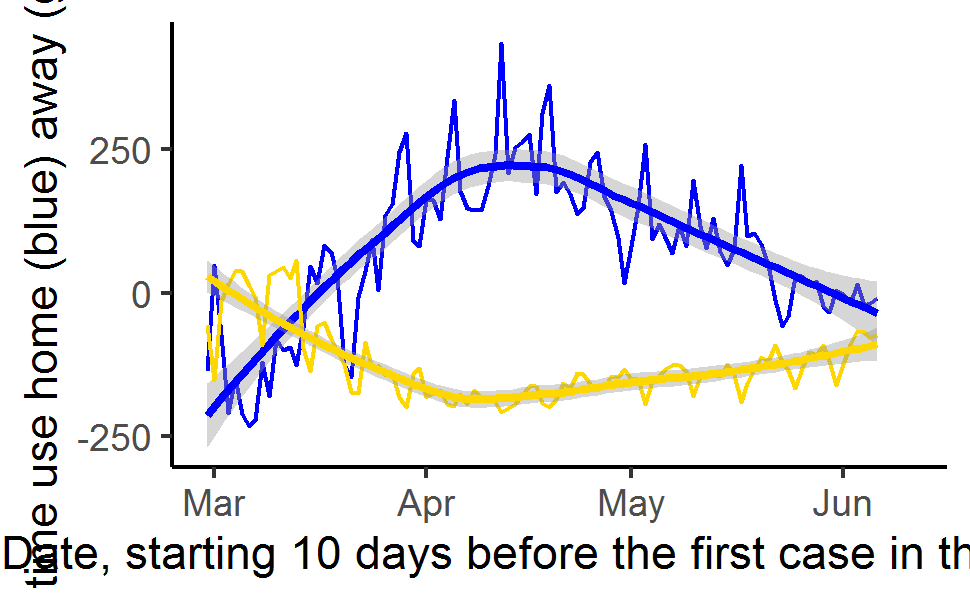 time use home (blue) away (
250
0
-250
Mar Apr May Jun
Date, starting 10 days before the first case in th